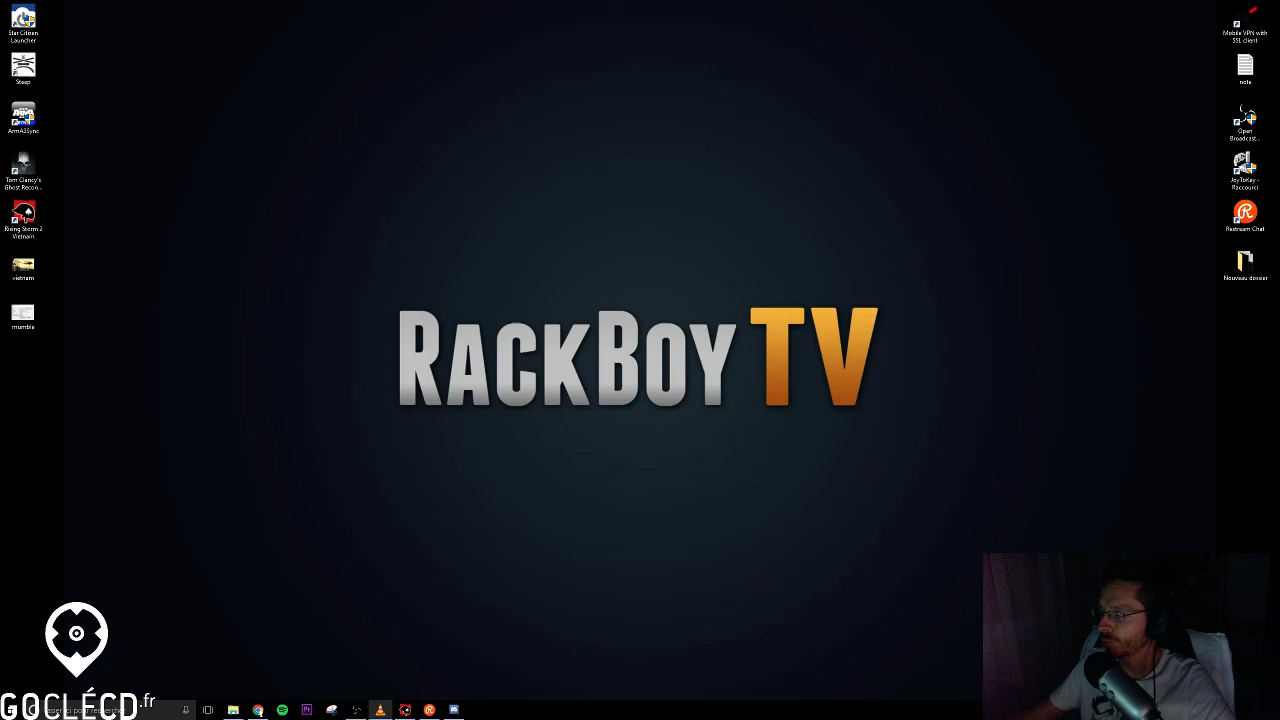 Star Citizen
Launcher
Steep
ArmA3Sync
Tom Clancy's
Ghost Recon...
Rising Storm 2
Vietnam
vietnam
mumble
Mobile VPN with
SSL client
note
Open
Broadcast...
JoyToKey -
Raccourci
Restream Chat
Nouveau dossier
RACKBOY TV
GOCLÉCD.fr